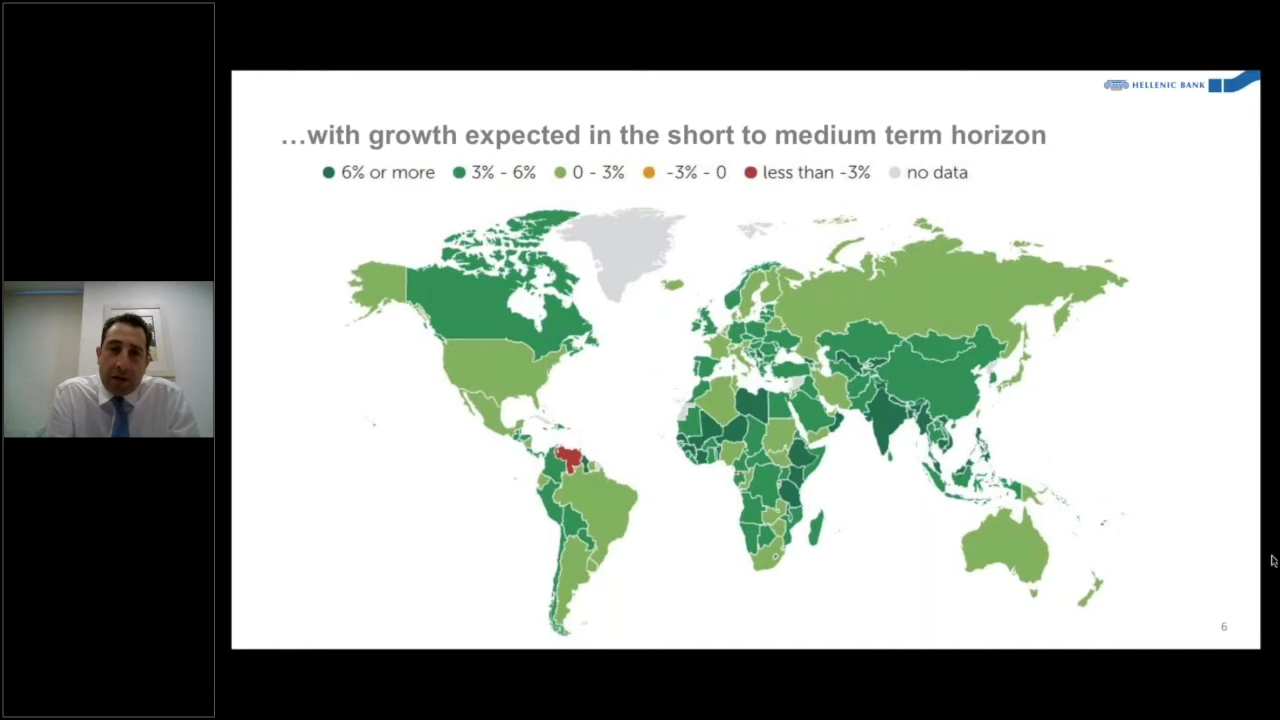 HELLENIC BANK
…with growth expected in the short to medium term horizon
6% or more 3% - 6% 0 - 3% -3% - 0 less than -3% no data
6